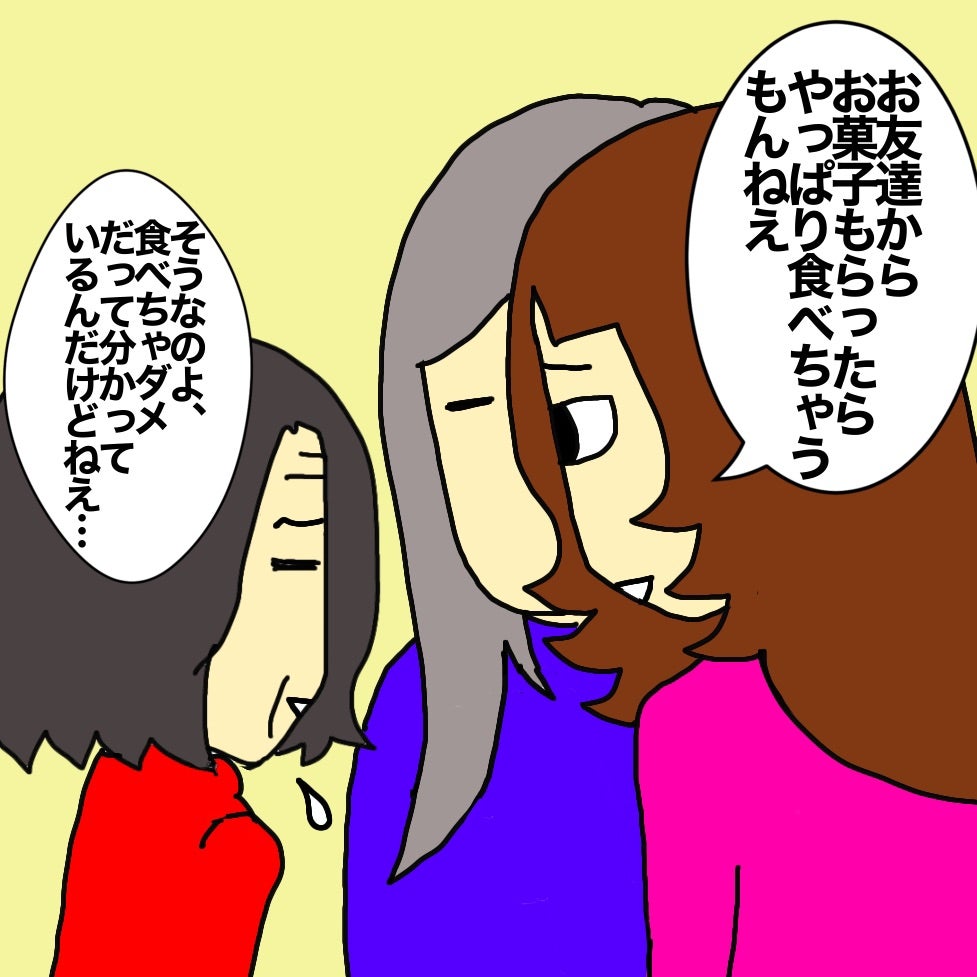 お友達から
お菓子もらったら
やっぱり食べちゃう
もんねえ
そうなのよ、
食べちゃダメ
だって分かって
いるんだけどねえ…